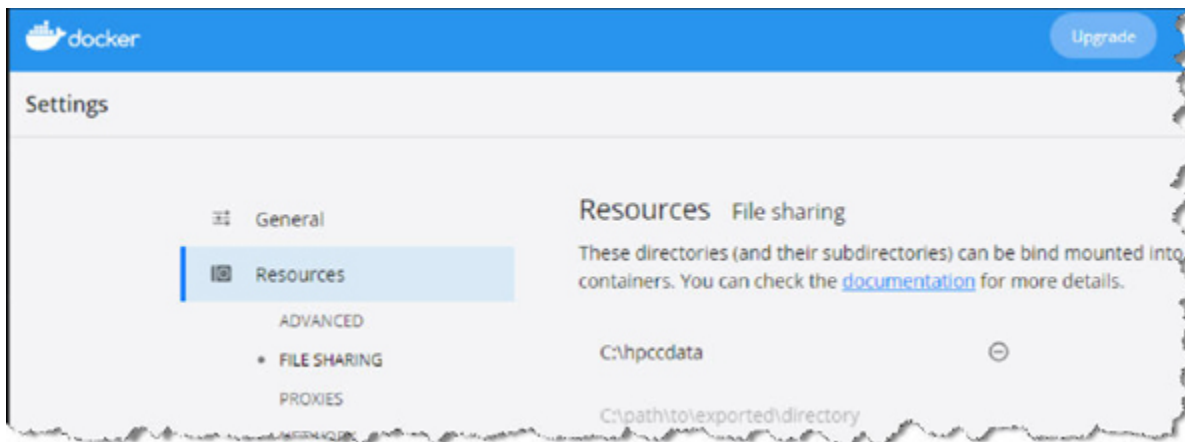 docker
Upgrade
Settings
General
Resources
ADVANCED
FILE SHARING
PROXIES
NETWORK
Resources File sharing
These directories (and their subdirectories) can be bind mounted into
containers. You can check the documentation for more details.
C:\hpccdata
C:\path\to\exported\directory